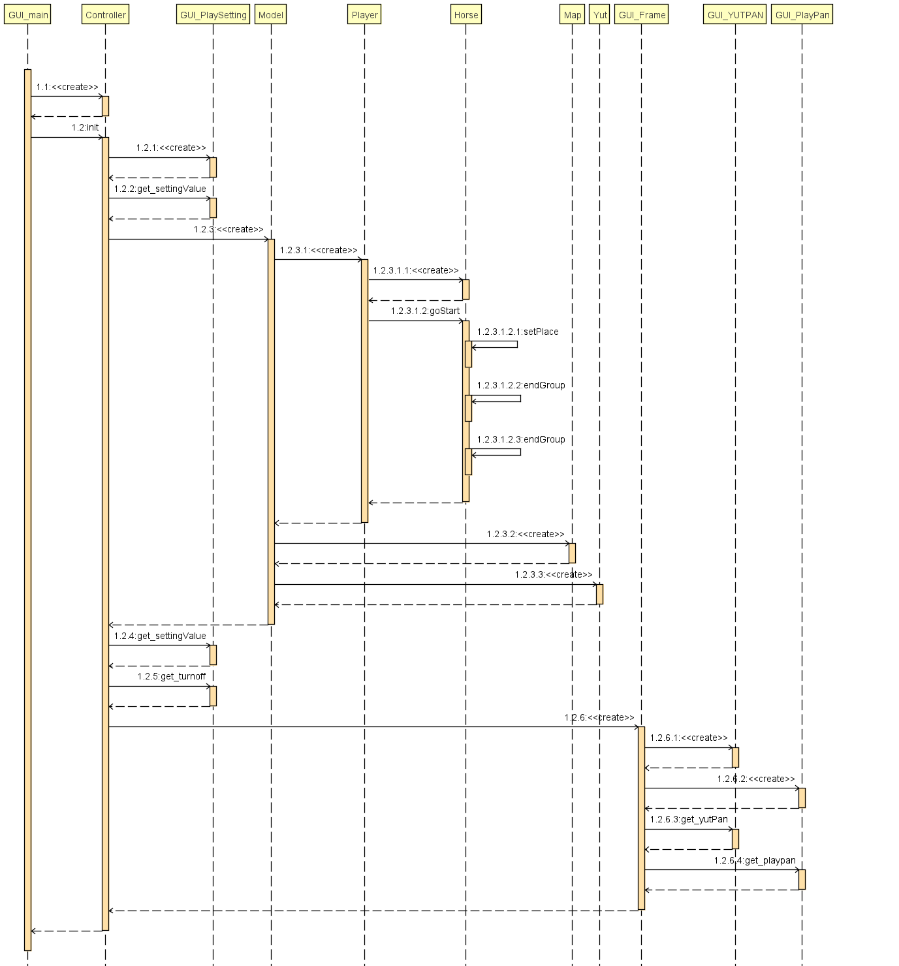 GUI_main
Controller
GUI_PlaySetting
Model
Player
Horse
Map
Yut
GUI_Frame
GUI_YUTPAN
GUI_PlayPan
1.1:<<create>>
1.2:init
1.2.1:<<create>>
1.2.2:get_settingValue
1.2.3:<<create>>
1.2.3.1:<<create>>
1.2.3.1.1:<<create>>
1.2.3.1.2:goStart
1.2.3.1.2.1:setPlace
1.2.3.1.2.2:endGroup
1.2.3.1.2.3:endGroup
1.2.3.2:<<create>>
1.2.3.3:<<create>>
1.2.4:get_settingValue
1.2.5:get_turnoff
1.2.6:<<create>>
1.2.6.1:<<create>>
1.2.6.2:<<create>>
1.2.6.3:get_yutPan
1.2.6.4:get_playpan